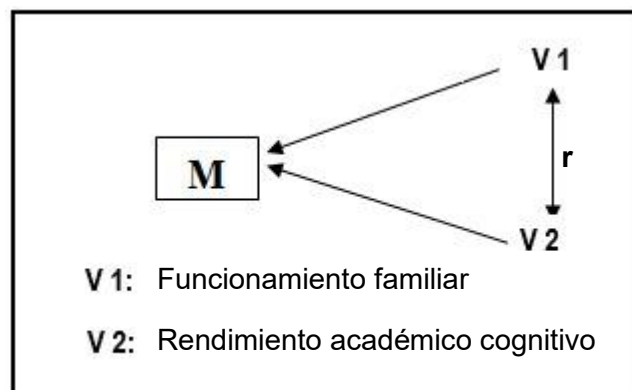 V 1
M
r
V 2
V 1: Funcionamiento familiar
V 2: Rendimiento académico cognitivo